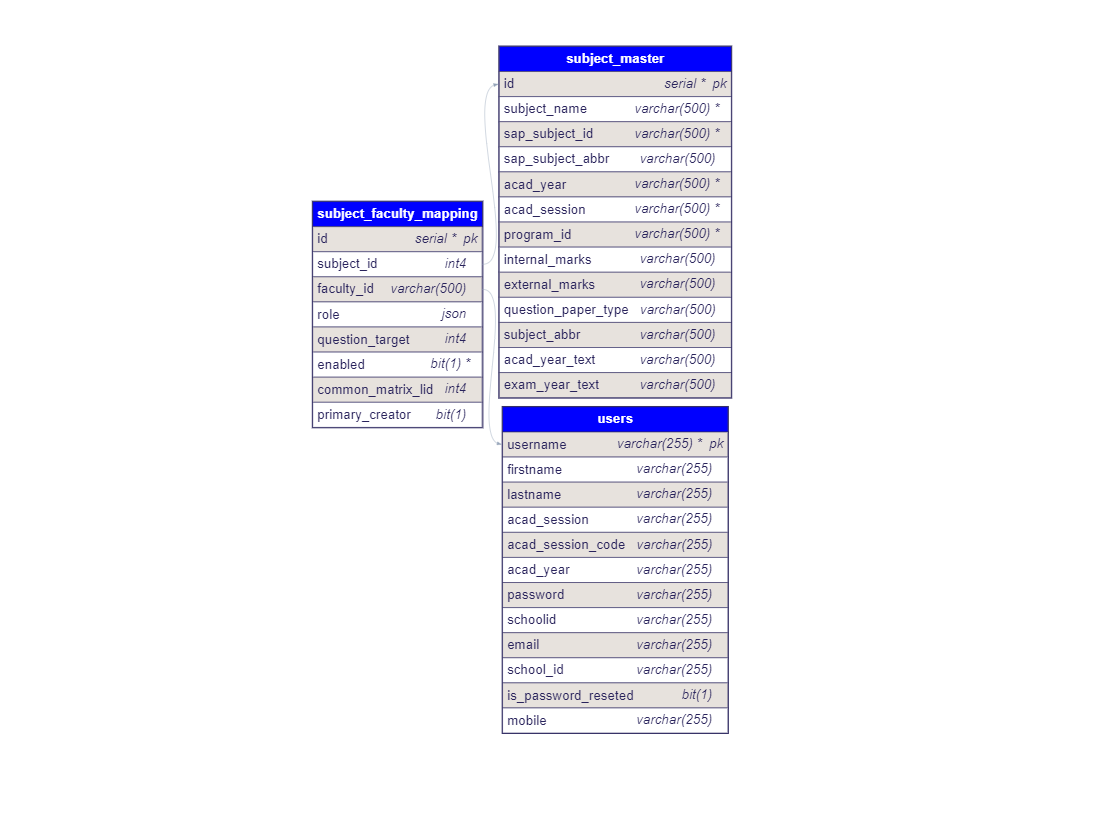 subject_master
id serial * pk
subject_name varchar(500) *
sap_subject_id varchar(500) *
sap_subject_abbr varchar(500)
acad_year varchar(500) *
acad_session varchar(500) *
program_id varchar(500) *
internal_marks varchar(500)
external_marks varchar(500)
question_paper_type varchar(500)
subject_abbr varchar(500)
acad_year_text varchar(500)
exam_year_text varchar(500)
subject_faculty_mapping
id serial * pk
subject_id int4
faculty_id varchar(500)
role json
question_target int4
enabled bit(1) *
common_matrix_lid int4
primary_creator bit(1)
users
username varchar(255) * pk
firstname varchar(255)
lastname varchar(255)
acad_session varchar(255)
acad_session_code varchar(255)
acad_year varchar(255)
password varchar(255)
schoolid varchar(255)
email varchar(255)
school_id varchar(255)
is_password_reseted bit(1)
mobile varchar(255)